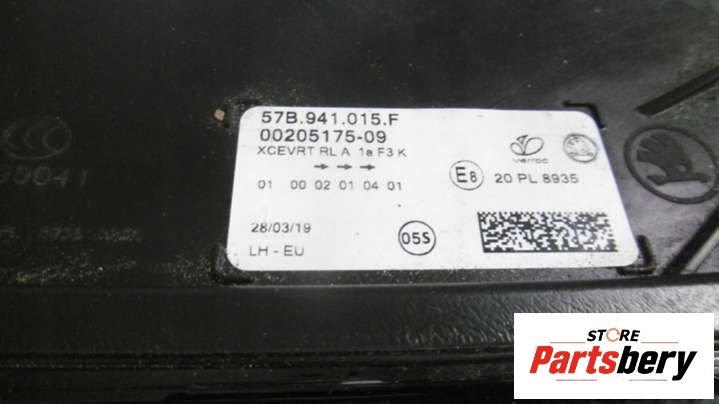 57B.941.015.F
00205175-09
XCEVRT RL A 1a F3 K
01 00 02 01 04 01
28/03/19
LH - EU
varroc
E8
20 PL 8935
05S
STORE
Partsbery